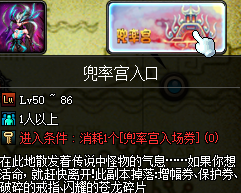 兜率宫
兜率宫入口
Lv Lv50 ~ 86
1人以上
进入条件：消耗1个[兜率宫入场券] (0)
在此地散发着传说中怪物的气息……如果你想
活命，就赶快离开!此副本掉落:增幅券、保护券、
破碎的戒指,闪耀的苍龙碎片